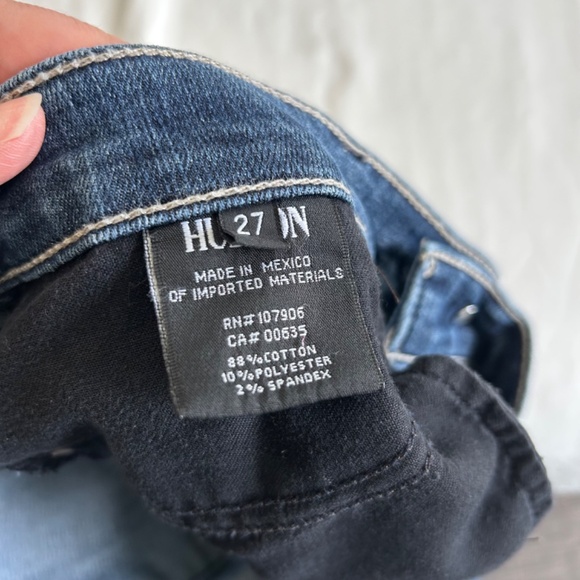 HU 27 ON
MADE IN MEXICO
OF IMPORTED MATERIALS
RN# 107906
CA# 00635
88% COTTON
10% POLYESTER
2% SPANDEX